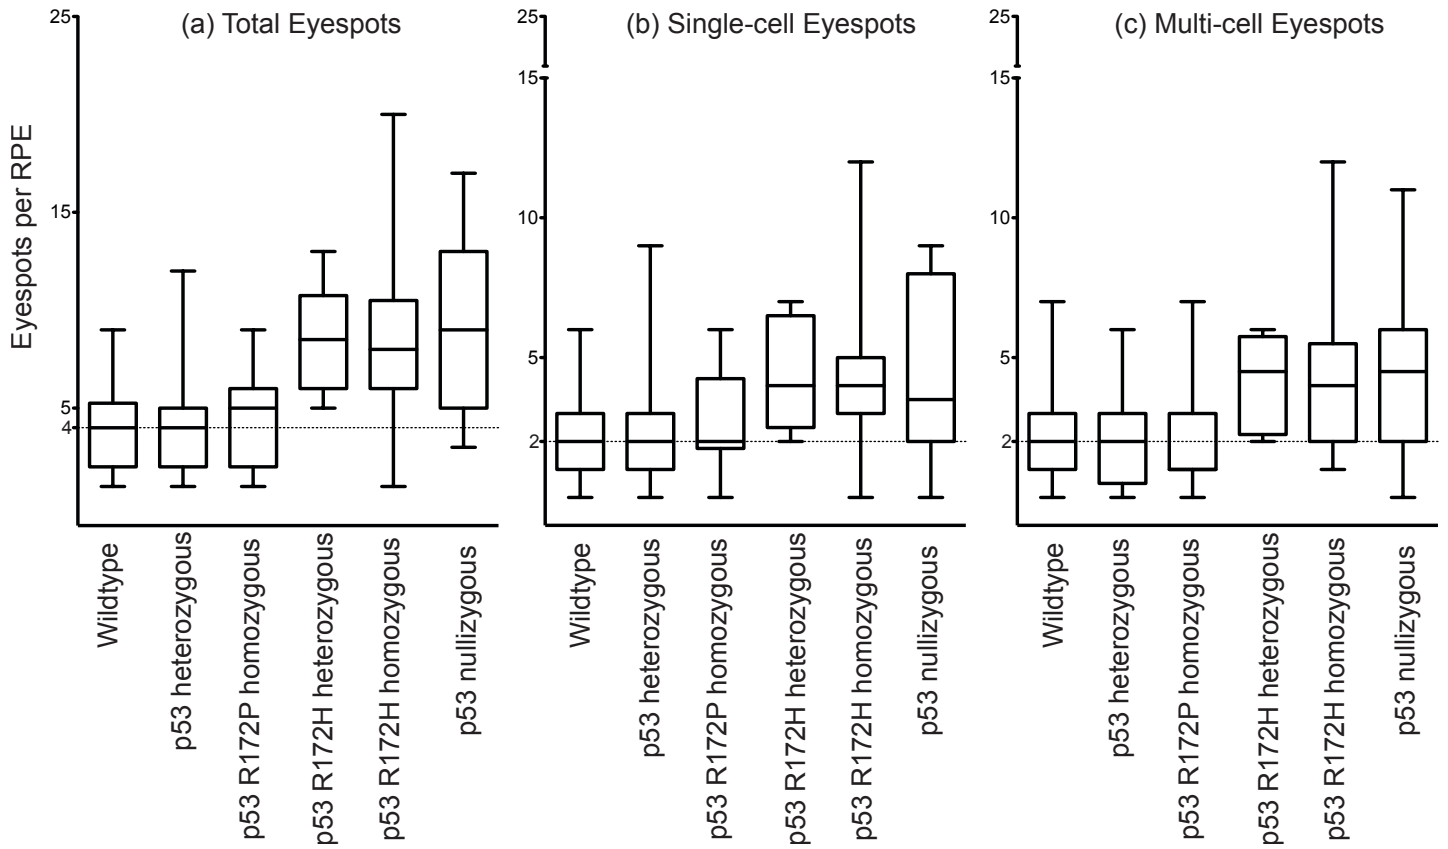 (a) Total Eyespots
(b) Single-cell Eyespots
(c) Multi-cell Eyespots
Eyespots per RPE
25
15
5
4
Wildtype
p53 heterozygous
p53 R172P homozygous
p53 R172H heterozygous
p53 R172H homozygous
p53 nullizygous
25
15
10
5
2
Wildtype
p53 heterozygous
p53 R172P homozygous
p53 R172H heterozygous
p53 R172H homozygous
p53 nullizygous
25
15
10
5
2
Wildtype
p53 heterozygous
p53 R172P homozygous
p53 R172H heterozygous
p53 R172H homozygous
p53 nullizygous